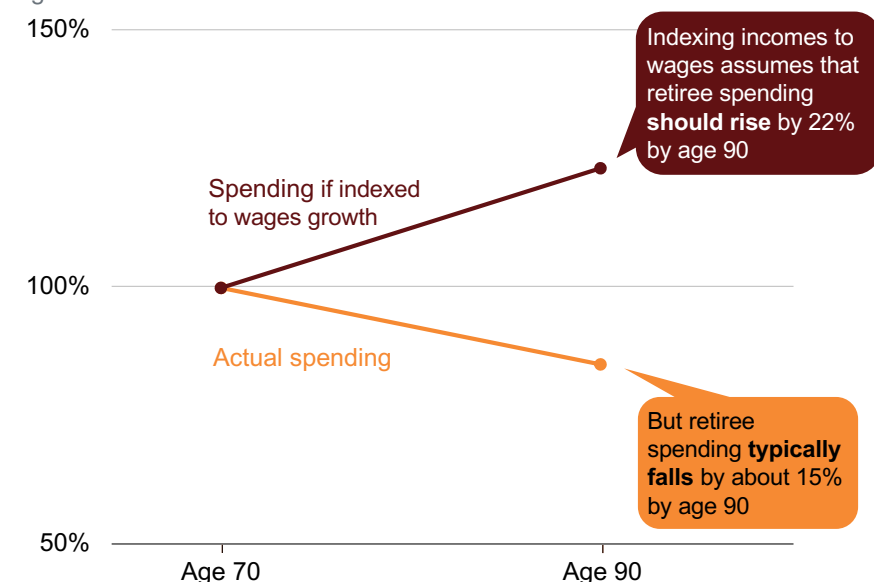 150%
Indexing incomes to
wages assumes that
retiree spending
should rise by 22%
by age 90
Spending if indexed
to wages growth
100%
Actual spending
But retiree
spending typically
falls by about 15%
by age 90
50%
Age 70
Age 90